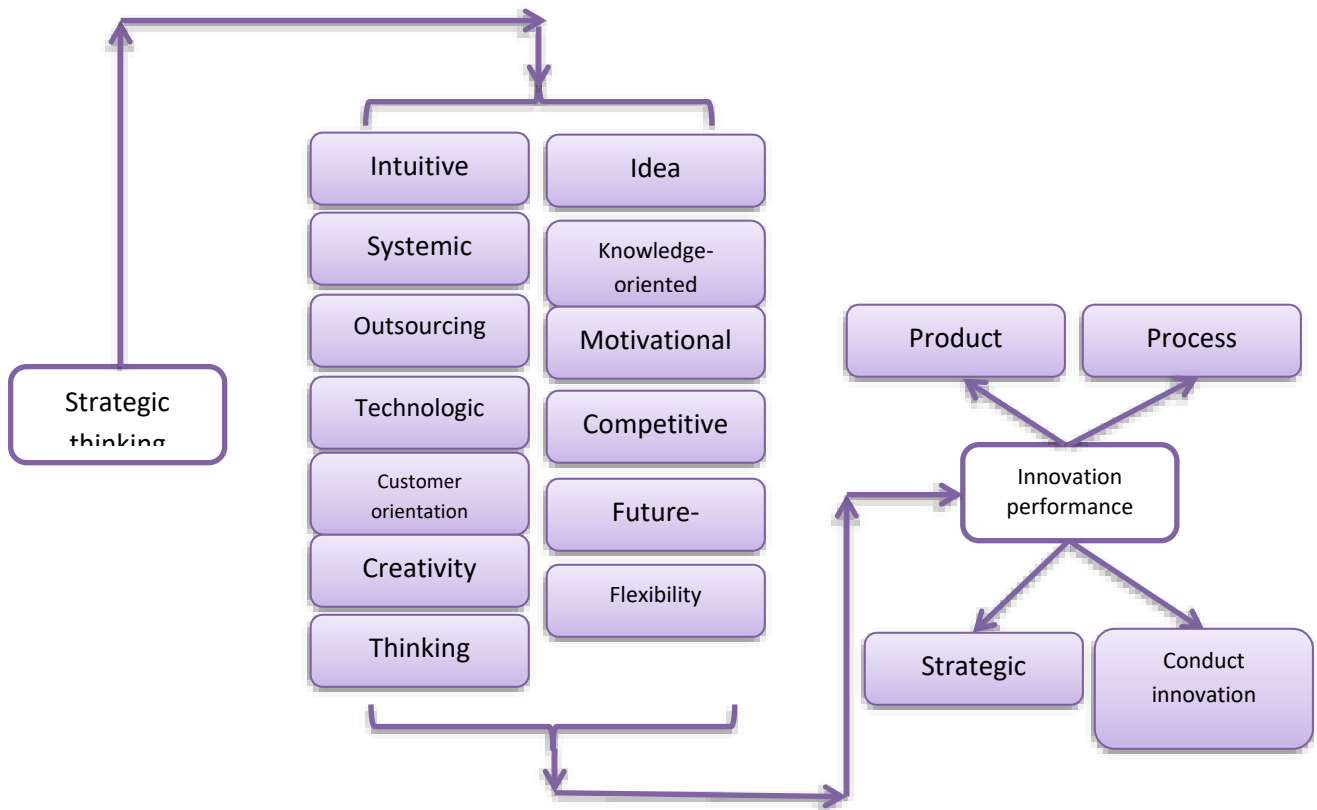 Strategic
thinking
Intuitive
Systemic
Outsourcing
Technologic
Customer
orientation
Creativity
Thinking
Idea
Knowledge-
oriented
Motivational
Competitive
Future-
Flexibility
Product
Process
Innovation
performance
Strategic
Conduct
innovation